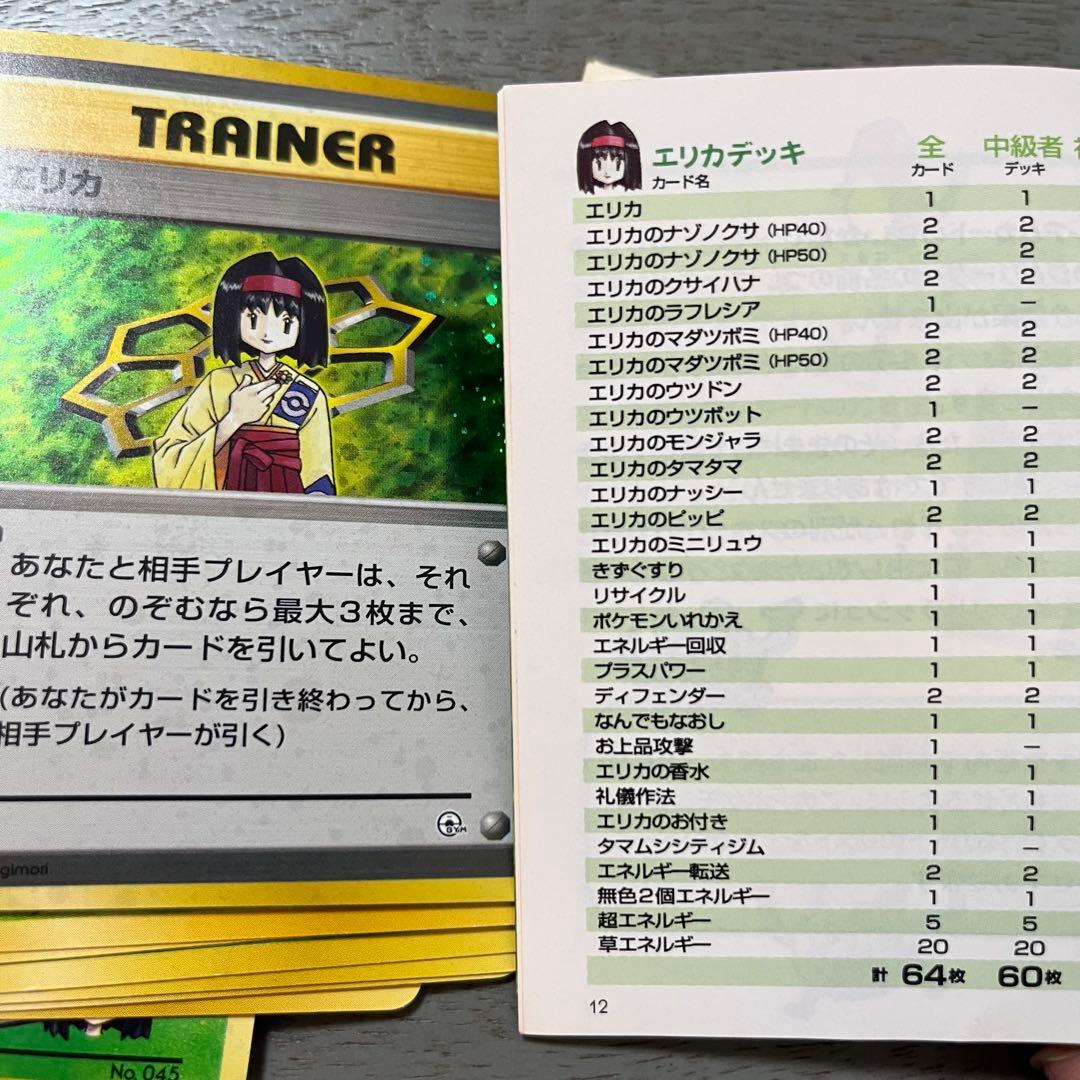 TRAINER
エリカ
あなたと相手プレイヤーは、それ
ぞれ、のぞむなら最大3枚まで、
山札からカードを引いてよい。
(あなたがカードを引き終わってから、
相手プレイヤーが引く)
GYM
gimori
No. 045
エリカデッキ 全 中級者
カード名 カード デッキ
エリカ 1 1
エリカのナゾノクサ (HP40) 2 2
エリカのナゾノクサ (HP50) 2 2
エリカのクサイハナ 2 2
エリカのラフレシア 1 −
エリカのマダツボミ (HP40) 2 2
エリカのマダツボミ (HP50) 2 2
エリカのウツドン 2 2
エリカのウツボット 1 −
エリカのモンジャラ 2 2
エリカのタマタマ 2 2
エリカのナッシー 1 1
エリカのピッピ 2 2
エリカのミニリュウ 1 1
きずぐすり 1 1
リサイクル 1 1
ポケモンいれかえ 1 1
エネルギー回収 1 1
プラスパワー 1 1
ディフェンダー 2 2
なんでもなおし 1 1
お上品攻撃 1 −
エリカの香水 1 1
礼儀作法 1 1
エリカのお付き 1 1
タマムシシティジム 1 −
エネルギー転送 2 2
無色2個エネルギー 1 1
超エネルギー 5 5
草エネルギー 20 20
計 64枚 60枚
12